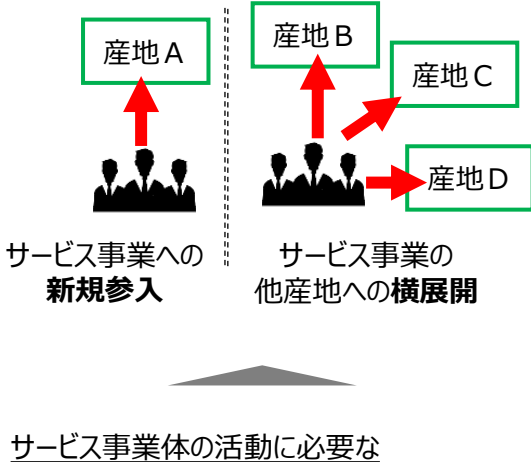 産地A
産地B
産地C
産地D
サービス事業への
新規参入
サービス事業の
他産地への横展開
サービス事業体の活動に必要な